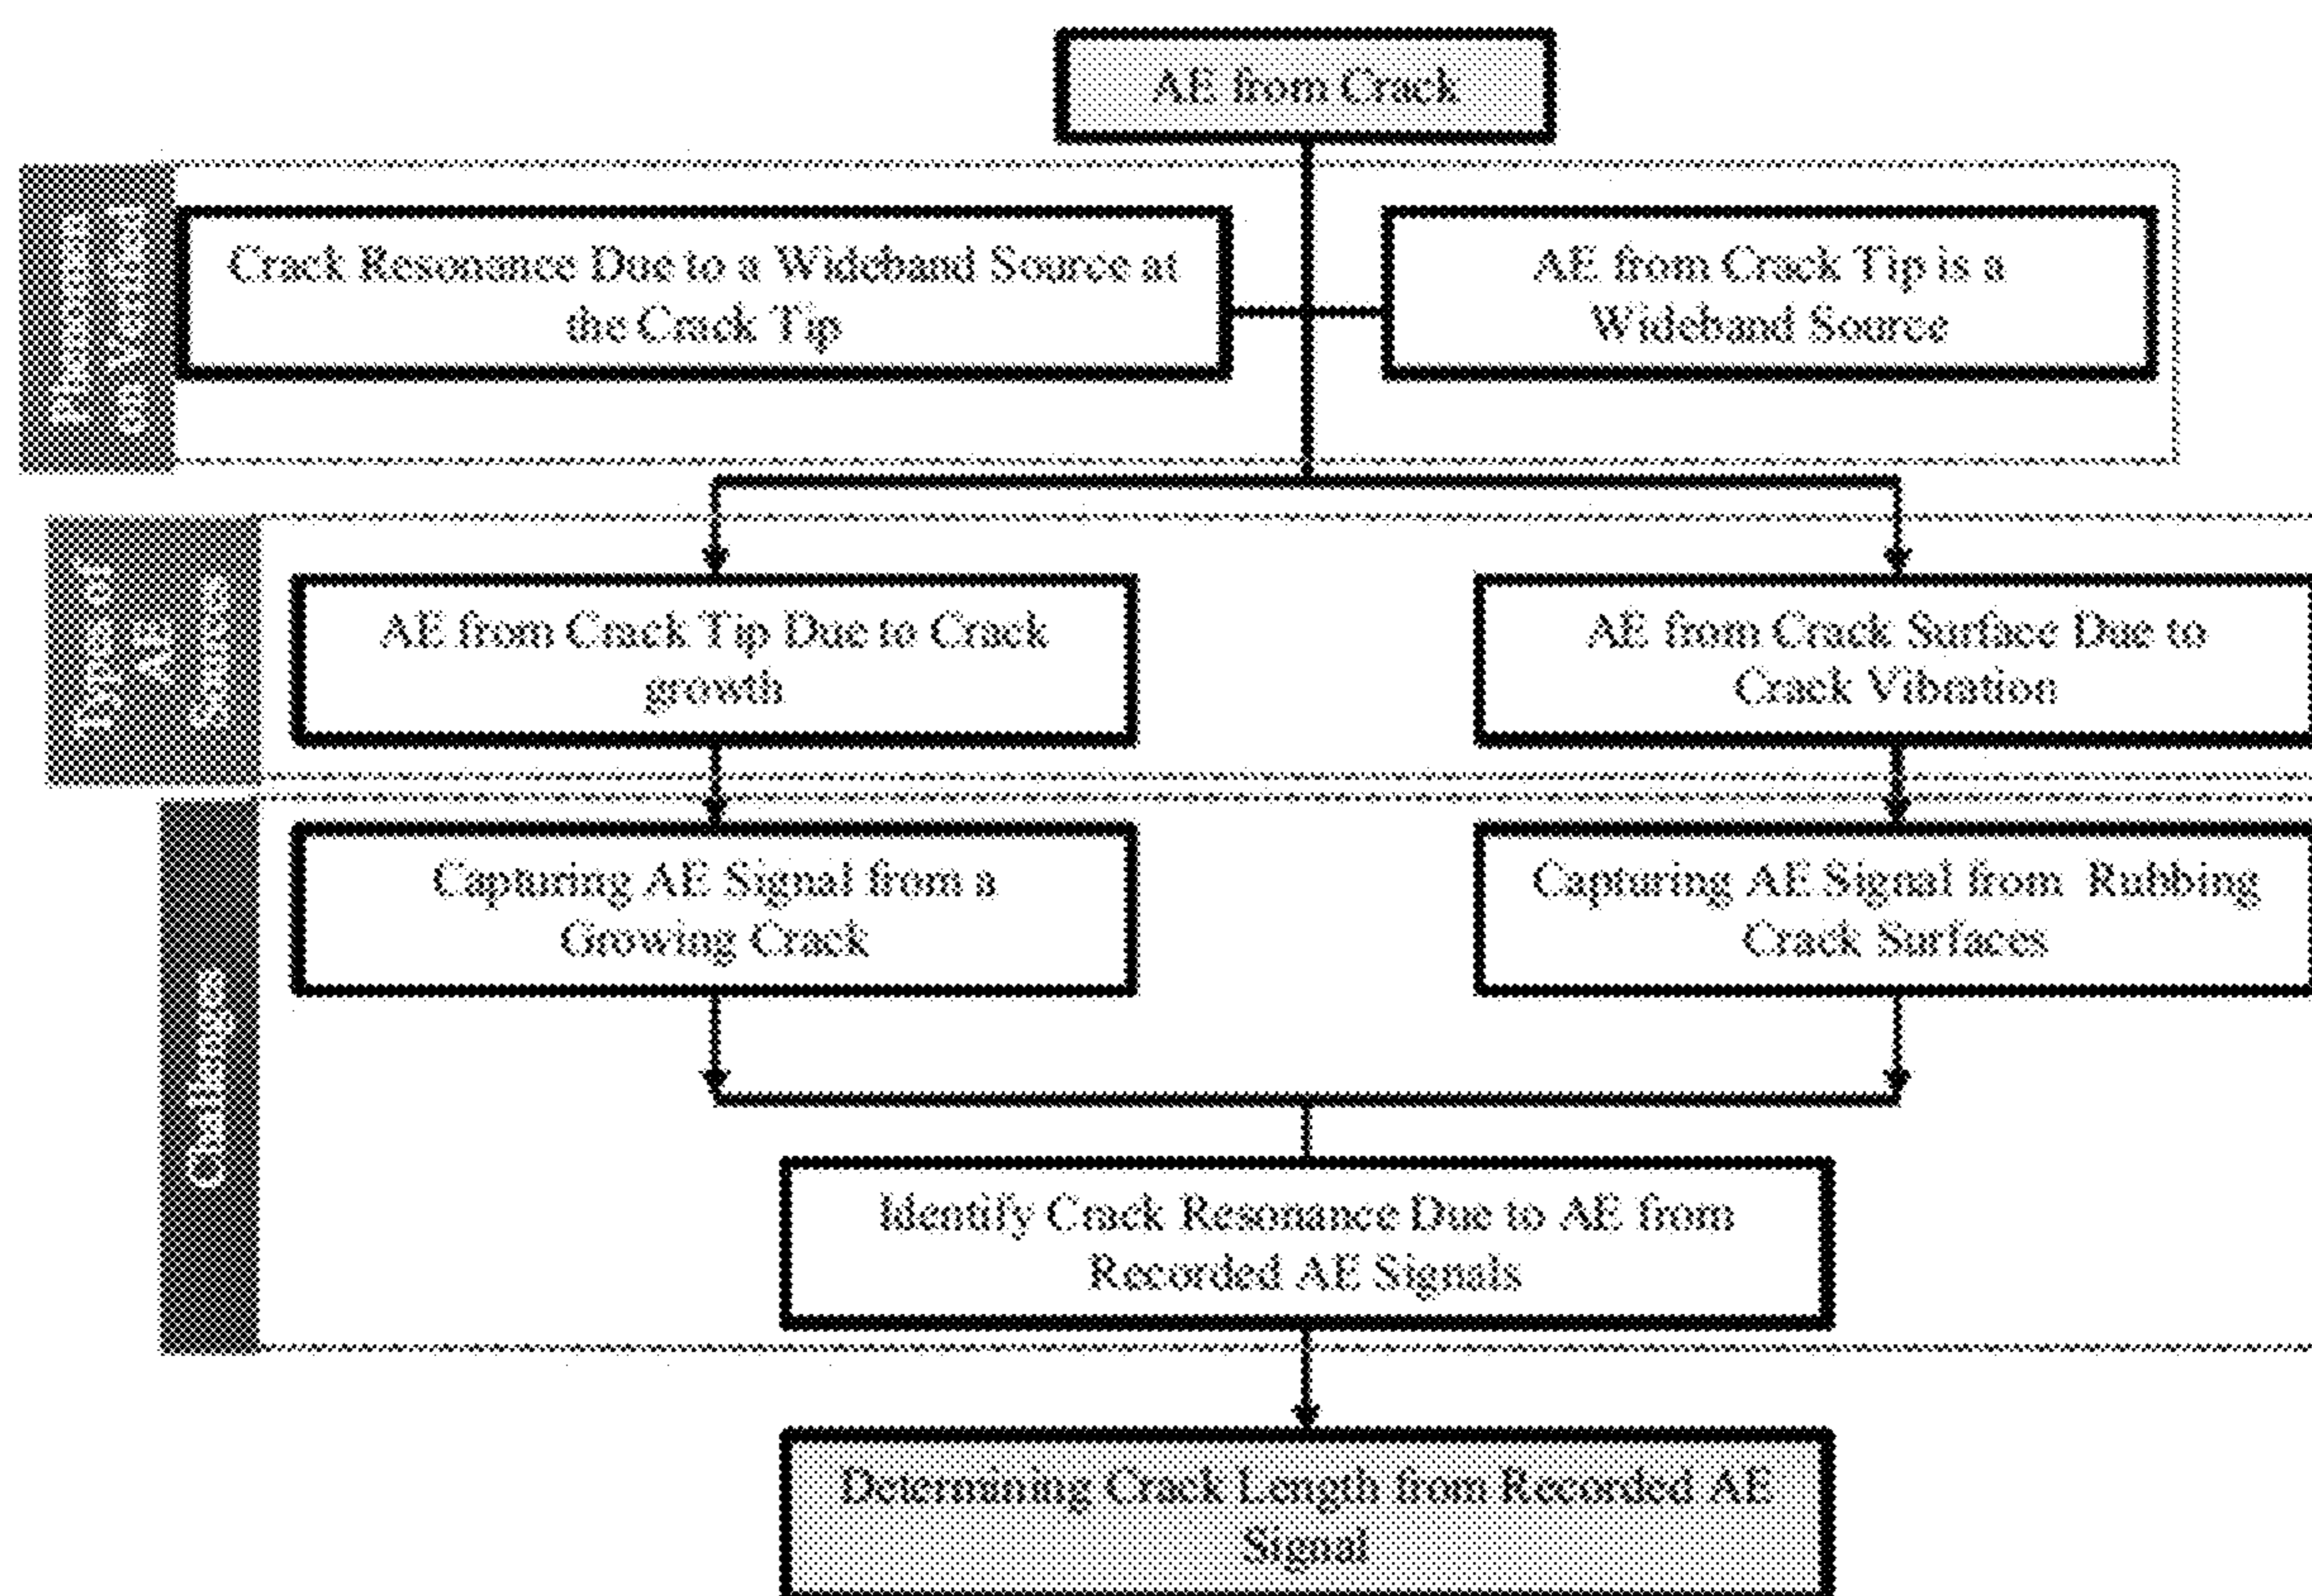 AE from Crack
Crack Resonance Due to a Wideband Source at
the Crack Tip
AE from Crack Tip is a
Wideband Source
AE from Crack Tip Due to Crack
growth
AE from Crack Surface Due to
Crack Vibration
AE
Capturing AE Signal from a
Growing Crack
Capturing AE Signal from Rubbing
Crack Surfaces
Challenges
Identify Crack Resonance Due to AE from
Recorded AE Signals
Determining Crack Length from Recorded AE
Signal